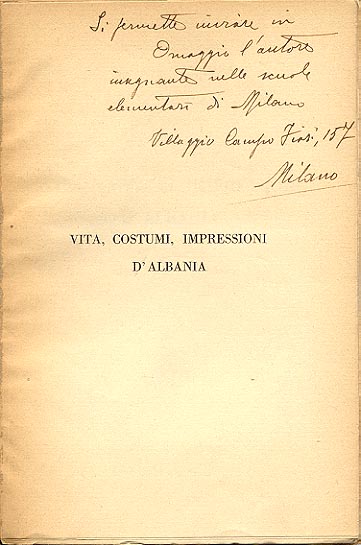 Si permette inviare in
Omaggio l'autore
insegnante nelle scuole
elementari di Milano
Villaggio Campo Fiori, 157
Milano
VITA, COSTUMI, IMPRESSIONI
D'ALBANIA